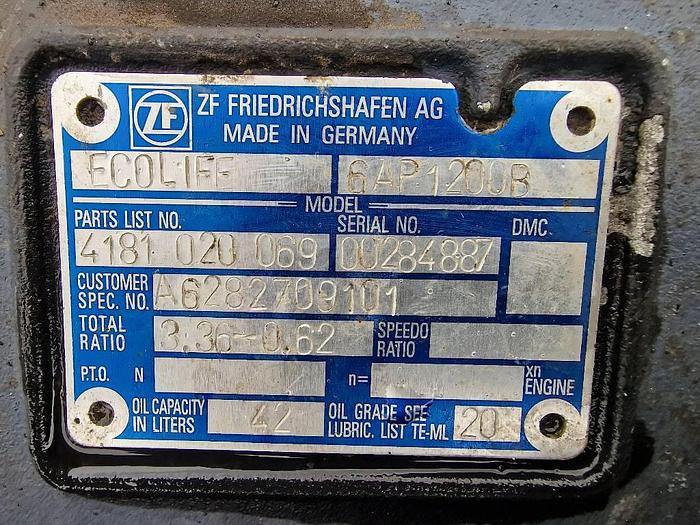 ZF ZF FRIEDRICHSHAFEN AG
MADE IN GERMANY
ECOLIFE 6AP1200B
MODEL
PARTS LIST NO. SERIAL NO. DMC
4181 020 069 00284887
CUSTOMER SPEC. NO. A6282709101
TOTAL RATIO 3.36-0.62 SPEEDO RATIO
P.T.O. N n= xn ENGINE
OIL CAPACITY IN LITERS 42 OIL GRADE SEE LUBRIC. LIST TE-ML 20